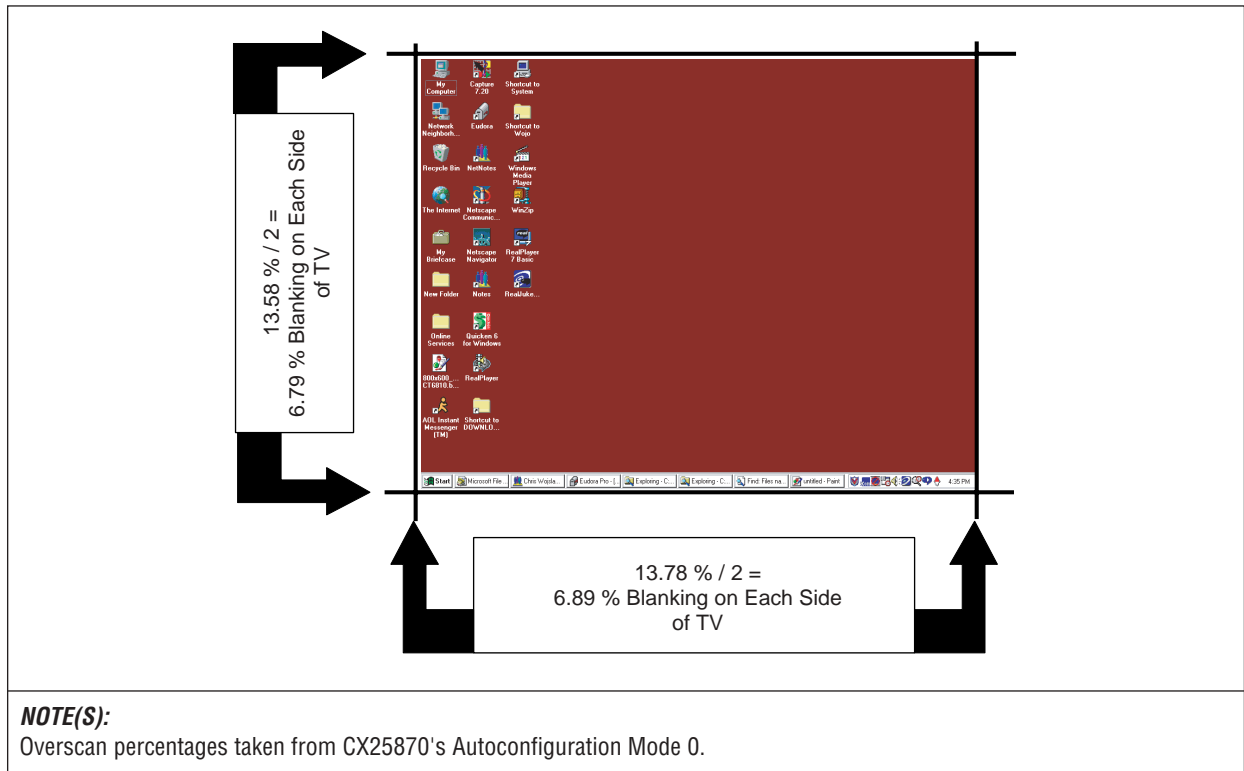 13.58 % / 2 =
6.79 % Blanking on Each Side
of TV
My
Computer
Capture
7.20
Shortcut to
System
Network
Neighborh...
Eudora
Shortcut to
Wojo
Recycle Bin
NetNotes
Windows
Media
Player
The Internet
Netscape
Communic...
WinZip
My
Briefcase
Netscape
Navigator
RealPlayer
7 Basic
New Folder
Notes
RealJuke...
Online
Services
Quicken 6
for Windows
800x600_...
CT6810.b...
RealPlayer
AOL Instant
Messenger
(TM)
Shortcut to
DOWNLO...
Start
Microsoft File...
Chris Wojsla...
Eudora Pro - [...
Exploring - C:...
Exploring - C:...
Find: Files na...
untitled - Paint
4:35 PM
13.78 % / 2 =
6.89 % Blanking on Each Side
of TV
NOTE(S):
Overscan percentages taken from CX25870's Autoconfiguration Mode 0.